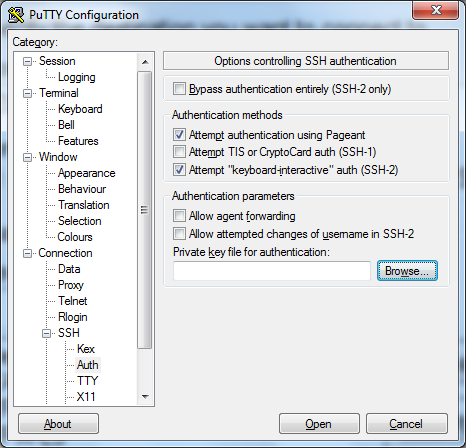 PuTTY Configuration
Category:
Session
Logging
Terminal
Keyboard
Bell
Features
Window
Appearance
Behaviour
Translation
Selection
Colours
Connection
Data
Proxy
Telnet
Rlogin
SSH
Kex
Auth
TTY
X11
Options controlling SSH authentication
Bypass authentication entirely (SSH-2 only)
Authentication methods
Attempt authentication using Pageant
Attempt TIS or CryptoCard auth (SSH-1)
Attempt "keyboard-interactive" auth (SSH-2)
Authentication parameters
Allow agent forwarding
Allow attempted changes of username in SSH-2
Private key file for authentication:
Browse...
About
Open
Cancel